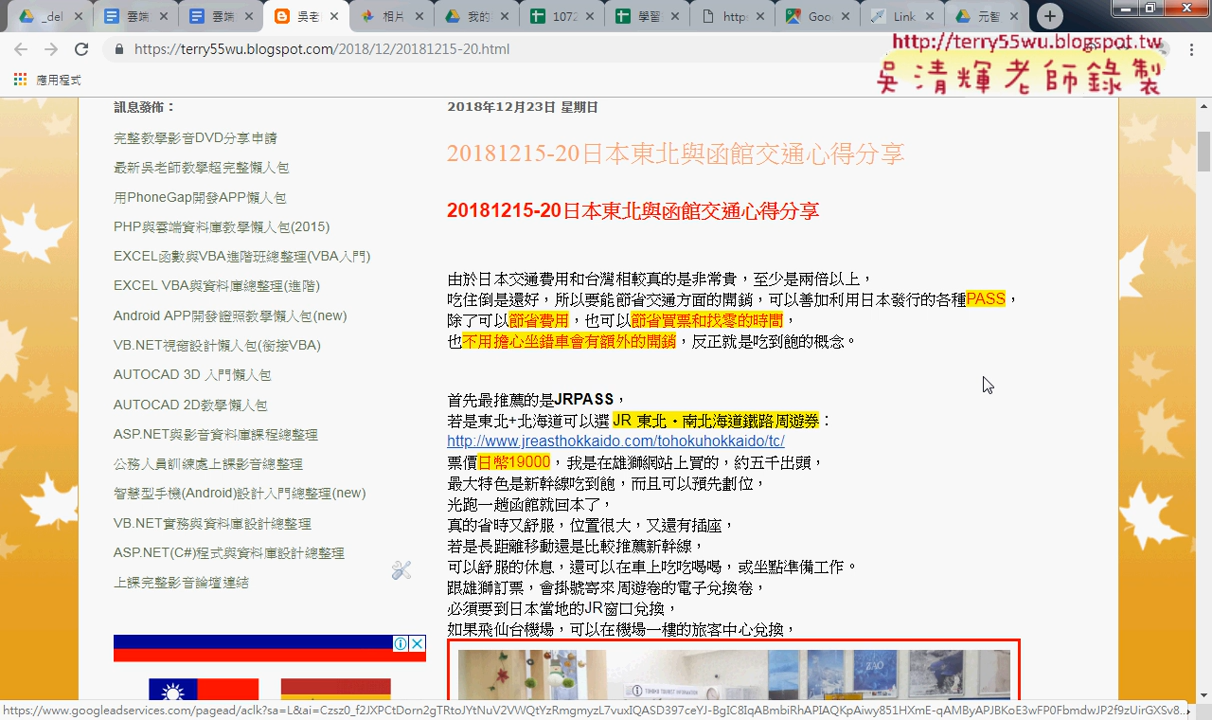 _del
雲端
雲端
吳老
相片
我的
1072
學習
http
Goo
Link
元智
https://terry55wu.blogspot.com/2018/12/20181215-20.html
http://terry55wu.blogspot.tw
吳清輝老師錄製
應用程式
訊息發佈：
完整教學影音DVD分享申請
最新吳老師教學超完整懶人包
用PhoneGap開發APP懶人包
PHP與雲端資料庫教學懶人包(2015)
EXCEL函數與VBA進階班總整理(VBA入門)
EXCEL VBA與資料庫總整理(進階)
Android APP開發證照教學懶人包(new)
VB.NET視窗設計懶人包(銜接VBA)
AUTOCAD 3D 入門懶人包
AUTOCAD 2D教學懶人包
ASP.NET與影音資料庫課程總整理
公務人員訓練處上課影音總整理
智慧型手機(Android)設計入門總整理(new)
VB.NET實務與資料庫設計總整理
ASP.NET(C#)程式與資料庫設計總整理
上課完整影音論壇連結
2018年12月23日 星期日
20181215-20日本東北與函館交通心得分享
20181215-20日本東北與函館交通心得分享
由於日本交通費用和台灣相較真的是非常貴，至少是兩倍以上，
吃住倒是還好，所以要能節省交通方面的開銷，可以善加利用日本發行的各種PASS，
除了可以節省費用，也可以節省買票和找零的時間，
也不用擔心坐錯車會有額外的開銷，反正就是吃到飽的概念。
首先最推薦的是JRPASS，
若是東北+北海道可以選 JR 東北・南北海道鐵路周遊券：
http://www.jreasthokkaido.com/tohokuhokkaido/tc/
票價日幣19000，我是在雄獅網站上買的，約五千出頭，
最大特色是新幹線吃到飽，而且可以預先劃位，
光跑一趟函館就回本了，
真的省時又舒服，位置很大，又還有插座，
若是長距離移動還是比較推薦新幹線，
可以舒服的休息，還可以在車上吃吃喝喝，或坐點準備工作。
跟雄獅訂票，會掛號寄來周遊卷的電子兌換卷，
必須要到日本當地的JR窗口兌換，
如果飛仙台機場，可以在機場一樓的旅客中心兌換，
ZAO